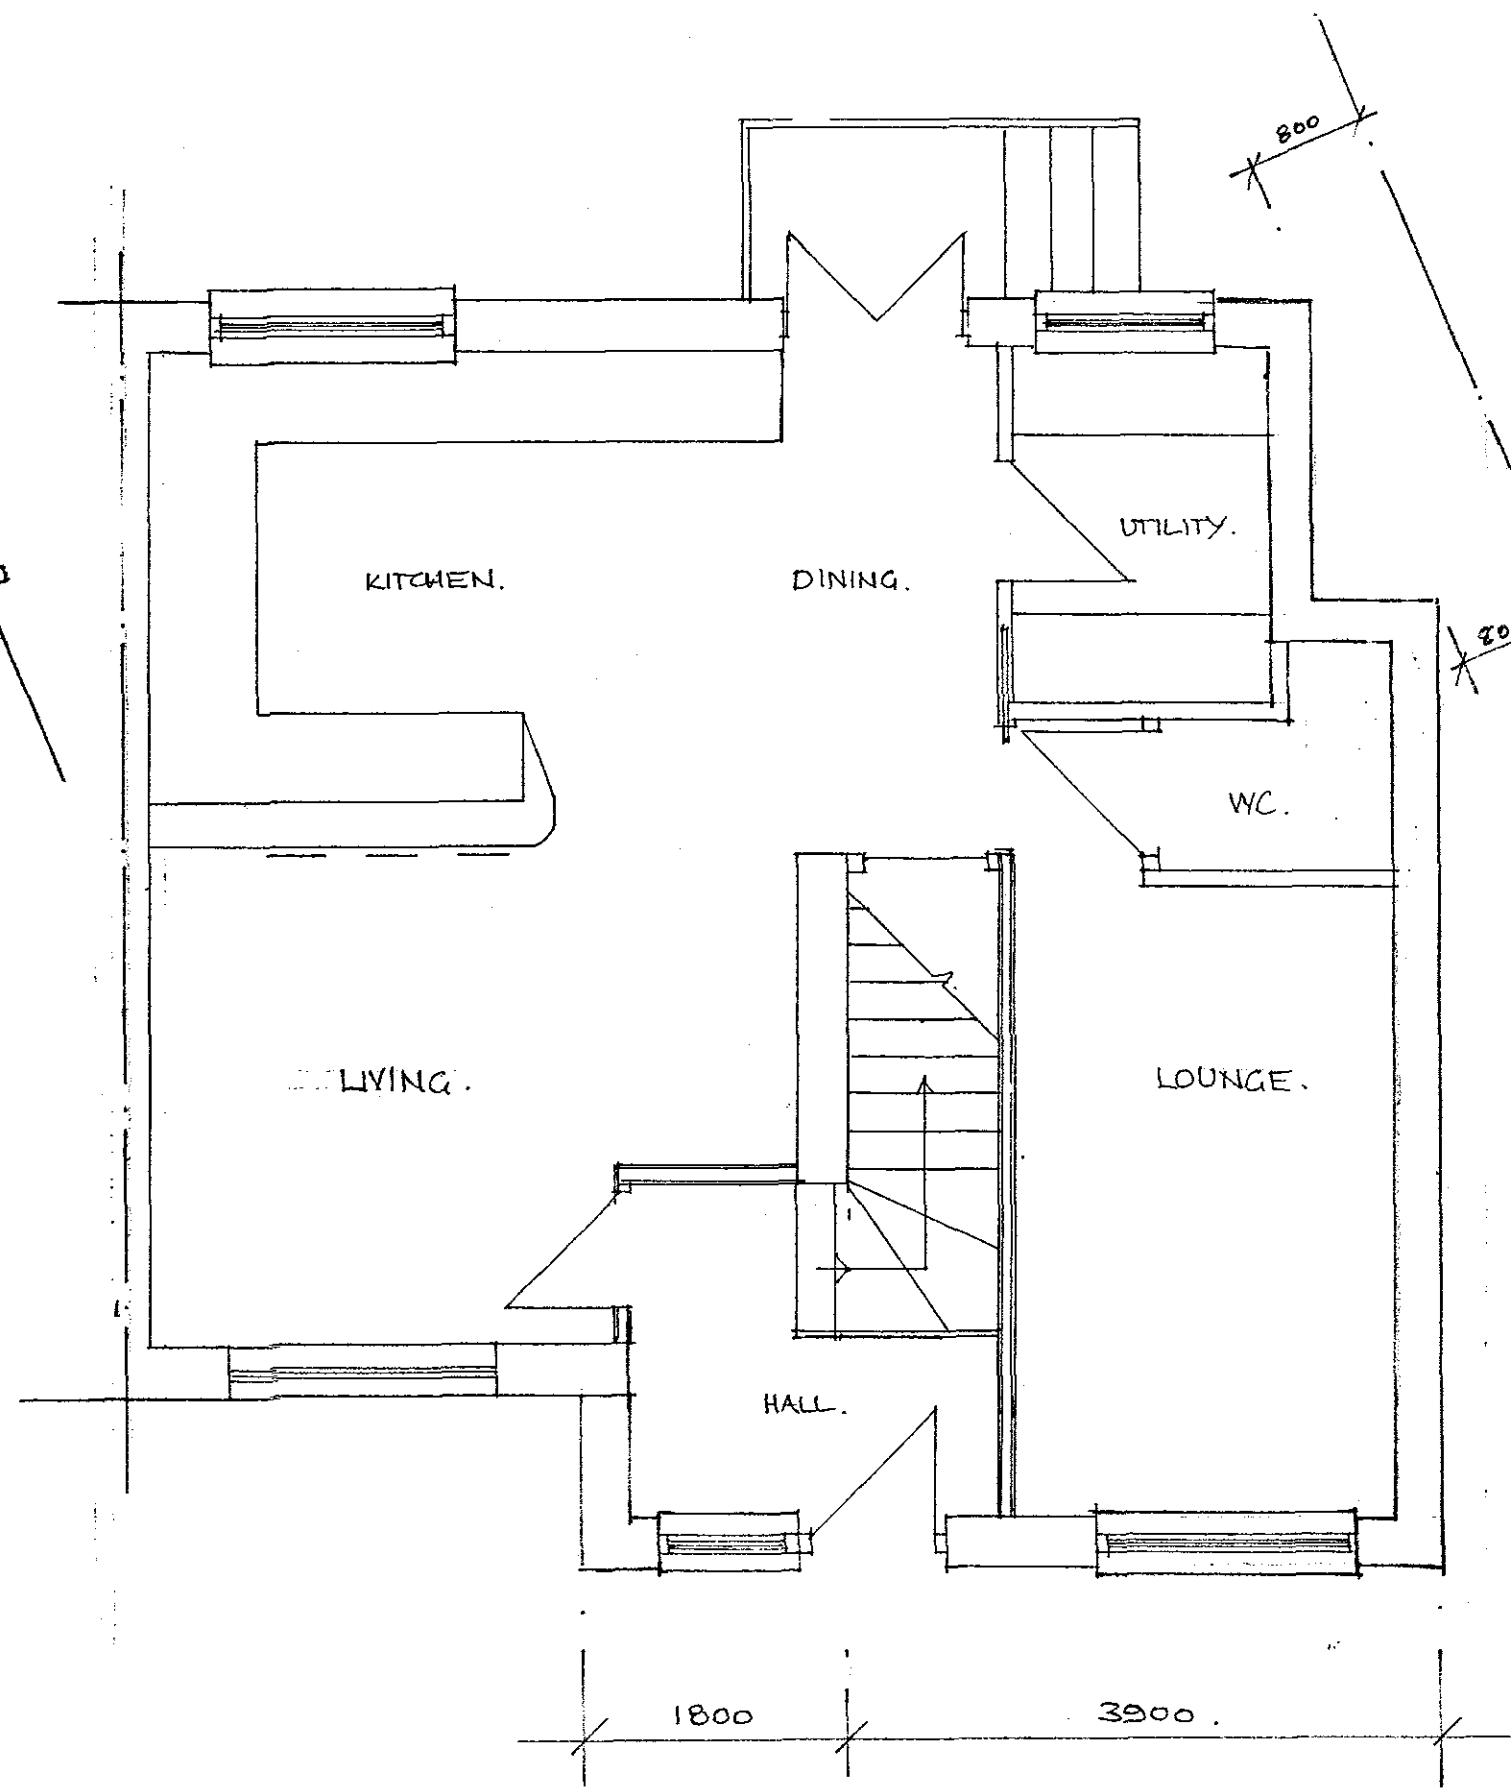 800
UTILITY.
KITCHEN.
DINING.
WC.
LIVING.
LOUNGE.
HALL.
1800
3900.